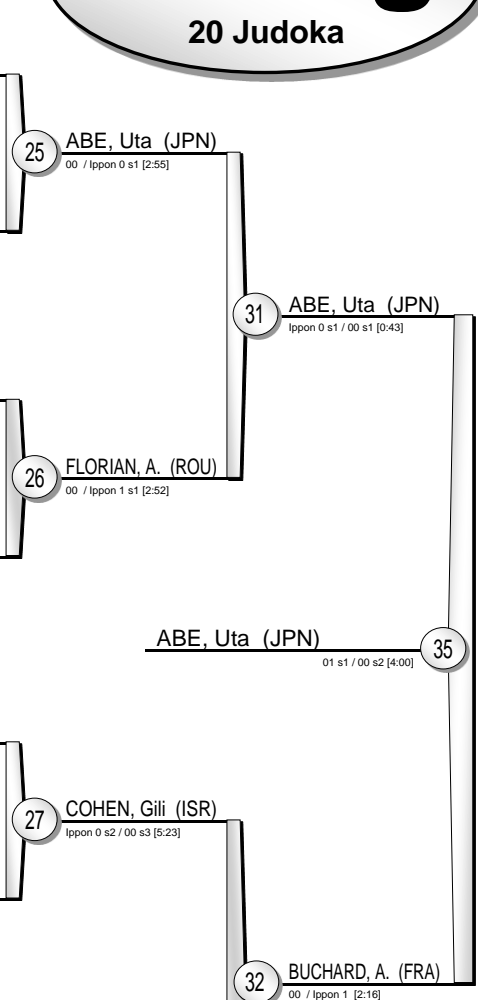 20 Judoka
25
ABE, Uta (JPN)
00 / Ippon 0 s1 [2:55]
31
ABE, Uta (JPN)
Ippon 0 s1 / 00 s1 [0:43]
26
FLORIAN, A. (ROU)
00 / Ippon 1 s1 [2:52]
ABE, Uta (JPN)
01 s1 / 00 s2 [4:00]
35
27
COHEN, Gili (ISR)
Ippon 0 s2 / 00 s3 [5:23]
32
BUCHARD, A. (FRA)
00 / Ippon 1 [2:16]